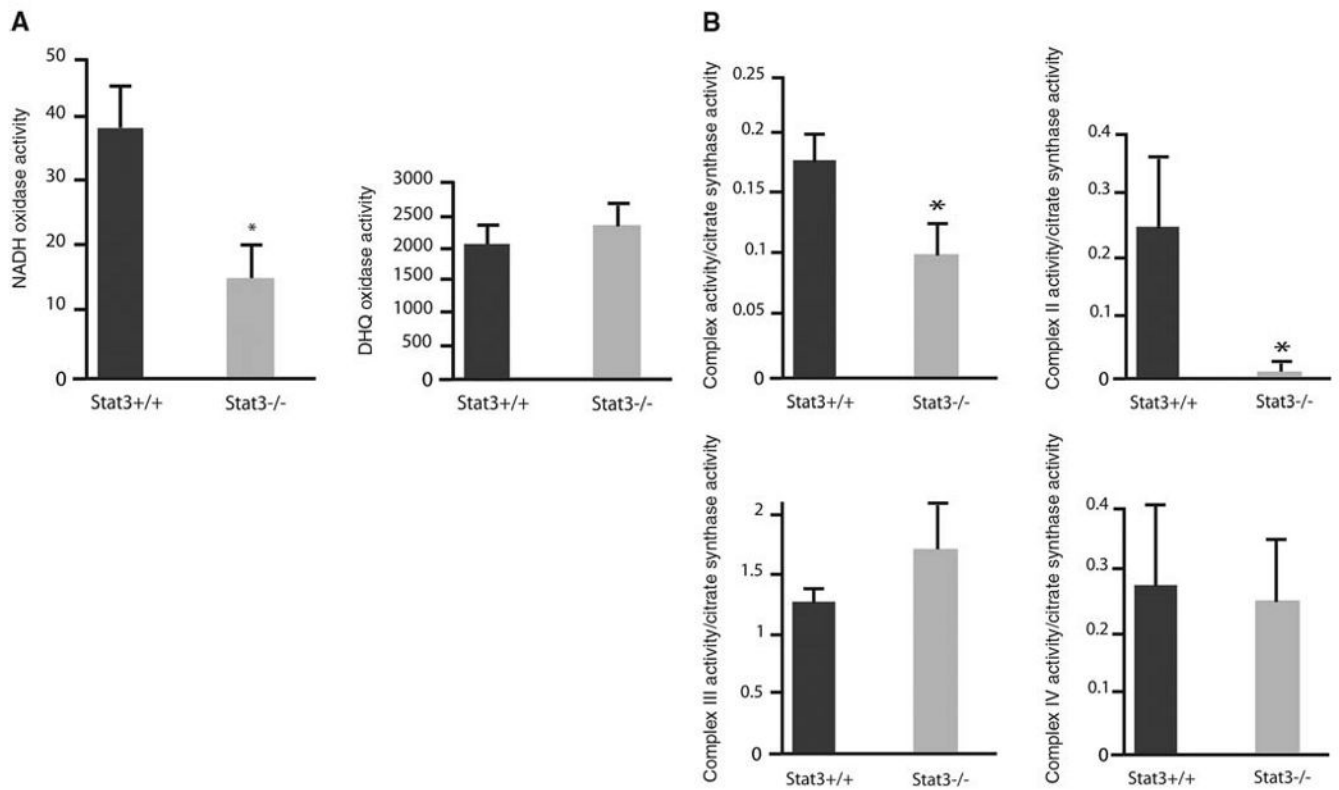 A
NADH oxidase activity
50
40
30
20
10
0
*
Stat3+/+
Stat3-/-
DHQ oxidase activity
3000
2500
2000
1500
1000
500
0
Stat3+/+
Stat3-/-
B
Complex activity/citrate synthase activity
0.25
0.2
0.15
0.1
0.05
0
*
Stat3+/+
Stat3-/-
Complex II activity/citrate synthase activity
0.4
0.3
0.2
0.1
0
*
Stat3+/+
Stat3-/-
Complex III activity/citrate synthase activity
2
1.5
1
0.5
0
Stat3+/+
Stat3-/-
Complex IV activity/citrate synthase activity
0.4
0.3
0.2
0.1
0
Stat3+/+
Stat3-/-